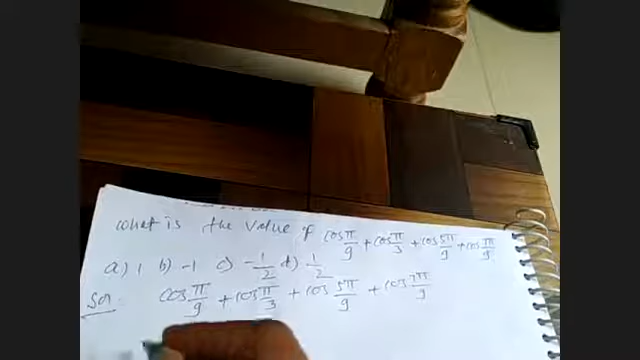 what is the value of cos π/9 + cos π/3 + cos 5π/9 + cos π/9
a) 1 b) -1 c) -1/2 d) 1/2
Sol: cos π/9 + cos π/3 + cos 5π/9 + cos 7π/9